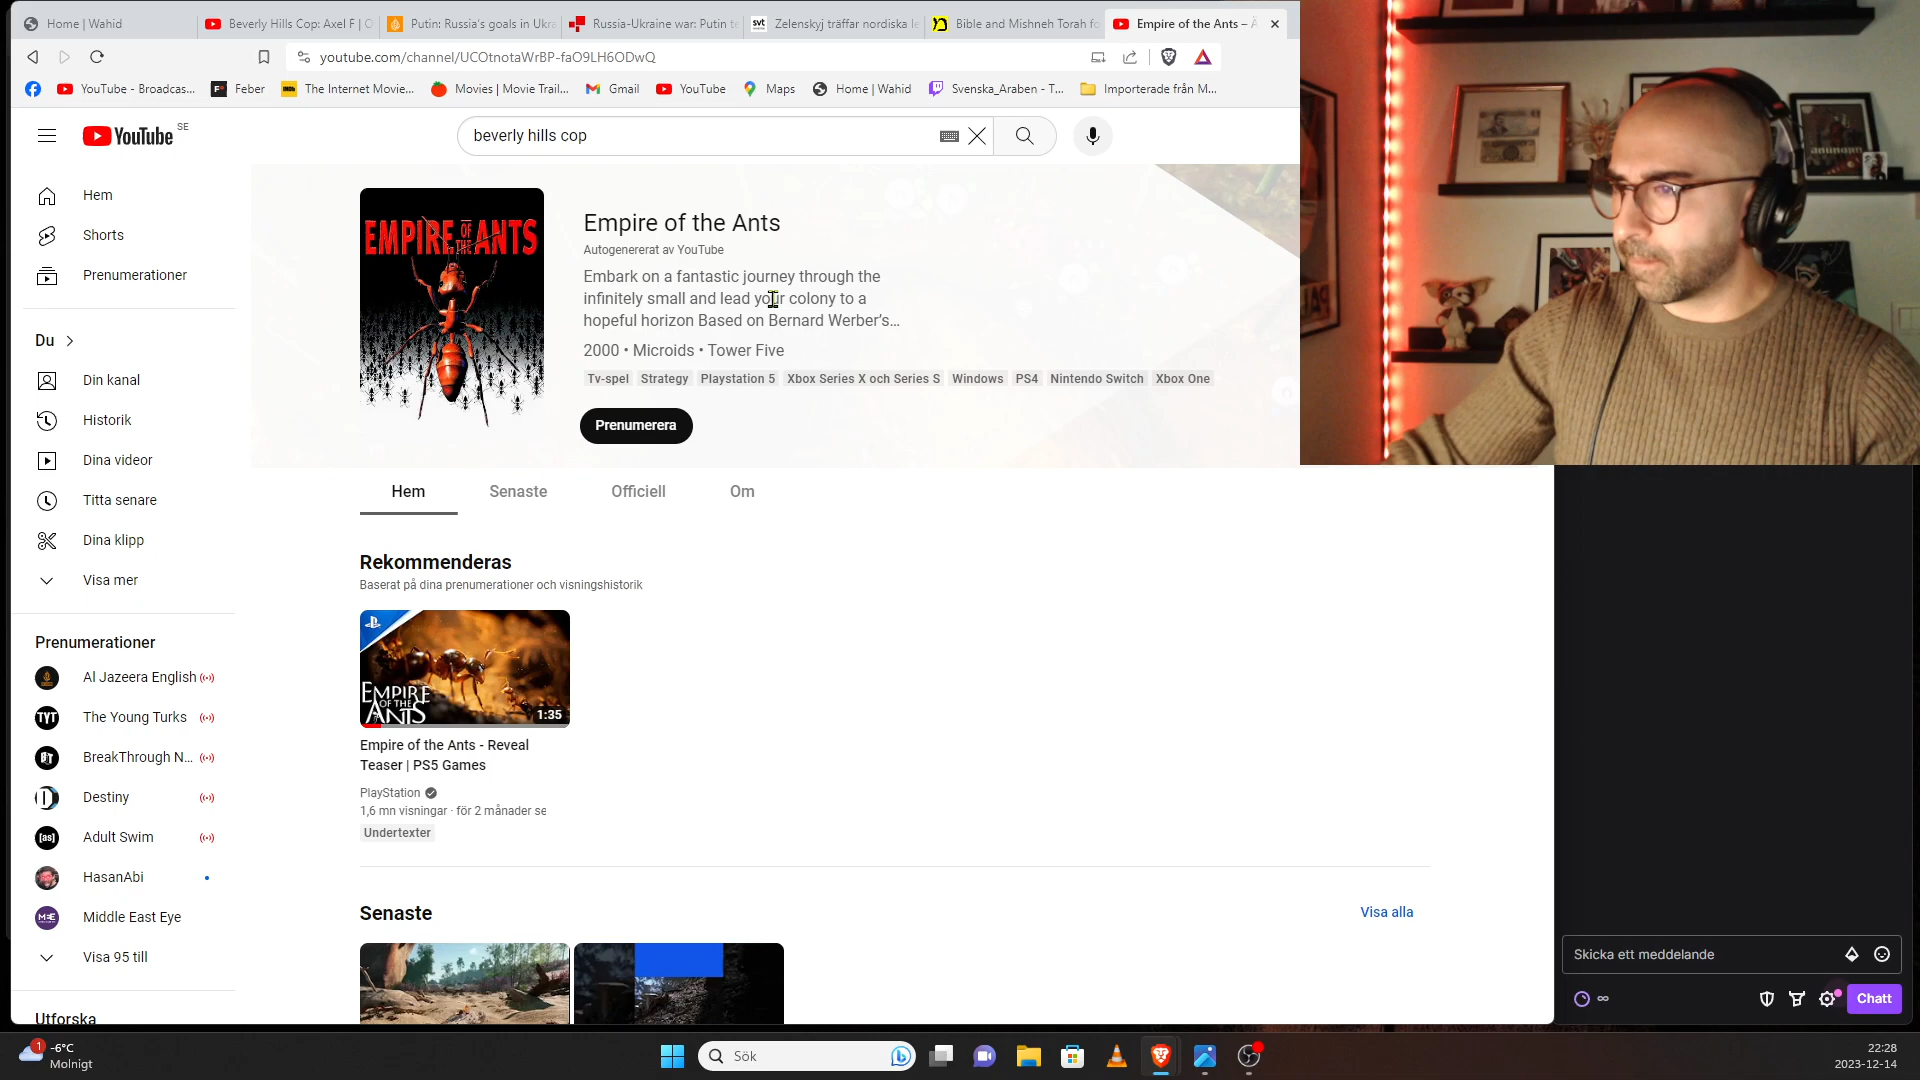 Home | Wahid
Beverly Hills Cop: Axel F | O
Putin: Russia's goals in Ukra
Russia-Ukraine war: Putin te
svt
Zelenskyj träffar nordiska le
Bible and Mishneh Torah fo
Empire of the Ants – Ä
youtube.com/channel/UCOtnotaWrBP-faO9LH6ODwQ
YouTube - Broadcas...
Feber
The Internet Movie...
Movies | Movie Trail...
Gmail
YouTube
Maps
Home | Wahid
Svenska_Araben - T...
Importerade från M...
YouTube SE
beverly hills cop
Hem
Shorts
Prenumerationer
Du
Din kanal
Historik
Dina videor
Titta senare
Dina klipp
Visa mer
Prenumerationer
Al Jazeera English
TYT The Young Turks
BreakThrough N...
Destiny
[as] Adult Swim
HasanAbi
MEE Middle East Eye
Visa 95 till
Utforska
EMPIRE OF THE ANTS
Empire of the Ants
Autogenererat av YouTube
Embark on a fantastic journey through the
infinitely small and lead your colony to a
hopeful horizon Based on Bernard Werber's...
2000 • Microids • Tower Five
Tv-spel Strategy Playstation 5 Xbox Series X och Series S Windows PS4 Nintendo Switch Xbox One
Prenumerera
Hem Senaste Officiell Om
Rekommenderas
Baserat på dina prenumerationer och visningshistorik
EMPIRE OF THE ANTS
1:35
Empire of the Ants - Reveal
Teaser | PS5 Games
PlayStation
1,6 mn visningar · för 2 månader se
Undertexter
Senaste
Visa alla
anunaqu
Skicka ett meddelande
Chatt
1
-6°C
Molnigt
Sök
22:28
2023-12-14